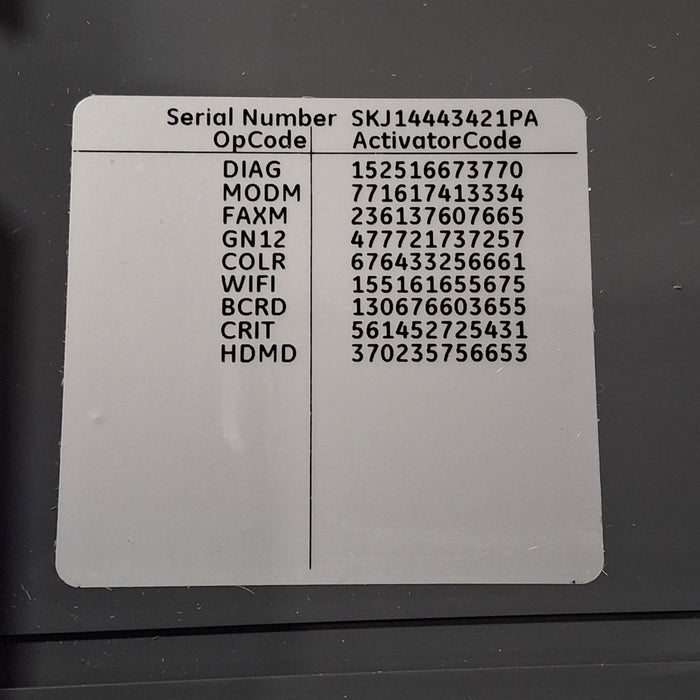 Serial Number SKJ14443421PA
OpCode ActivatorCode
DIAG 152516673770
MODM 771617413334
FAXM 236137607665
GN12 477721737257
COLR 676433256661
WIFI 155161655675
BCRD 130676603655
CRIT 561452725431
HDMD 370235756653